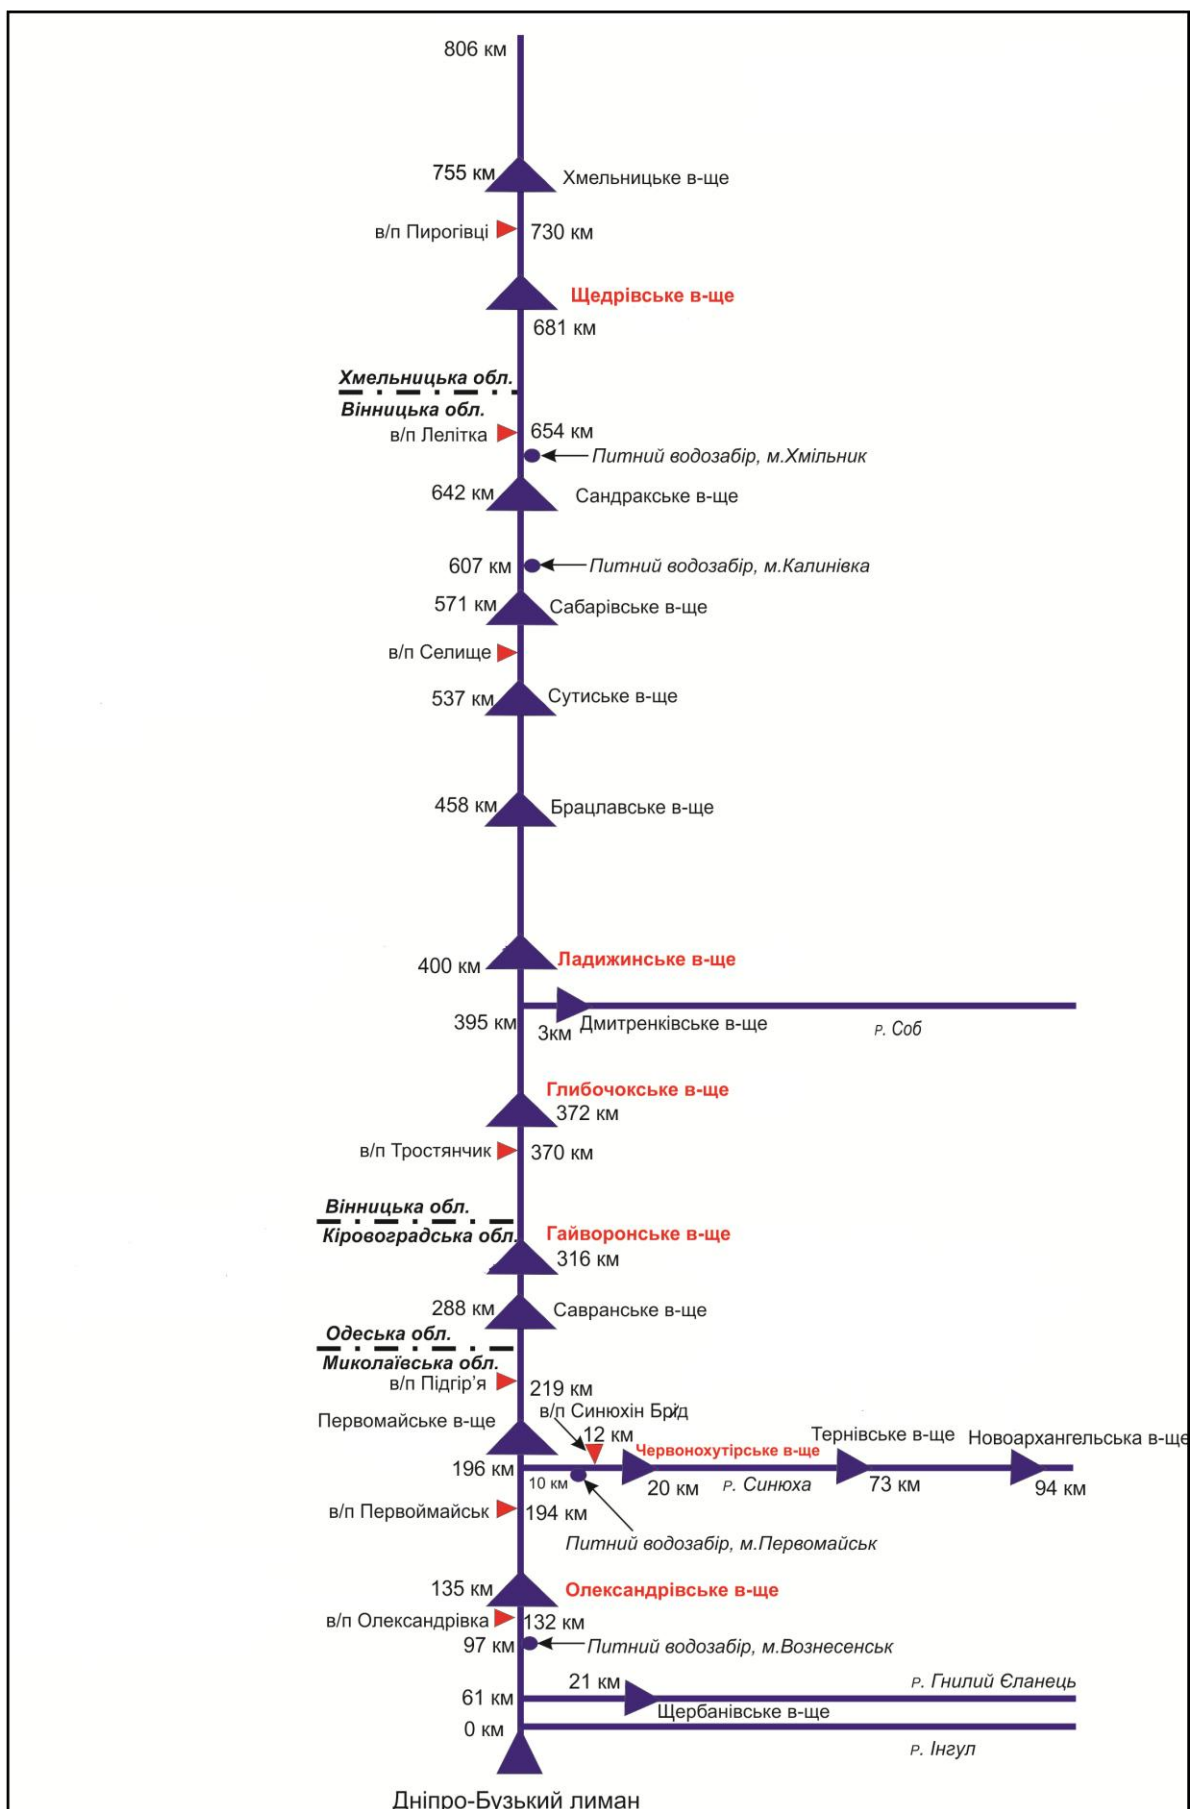 806 км
755 км
Хмельницьке в-ще
в/п Пирогівці
730 км
Щедрівське в-ще
681 км
Хмельницька обл.
Вінницька обл.
в/п Лелітка
654 км
Питний водозабір, м.Хмільник
642 км
Сандракське в-ще
607 км
Питний водозабір, м.Калинівка
571 км
Сабарівське в-ще
в/п Селище
537 км
Сутиське в-ще
458 км
Брацлавське в-ще
400 км
Ладижинське в-ще
395 км
3км
Дмитренківське в-ще
р. Соб
Глибочокське в-ще
372 км
в/п Тростянчик
370 км
Вінницька обл.
Кіровоградська обл.
Гайворонське в-ще
316 км
288 км
Савранське в-ще
Одеська обл.
Миколаївська обл.
в/п Підгір’я
219 км
в/п Синюхін Брід
Первомайське в-ще
12 км
Червонохутірське в-ще
Тернівське в-ще
Новоархангельська в-ще
196 км
10 км
20 км
р. Синюха
73 км
94 км
в/п Первоймайськ
194 км
Питний водозабір, м.Первомайськ
135 км
Олександрівське в-ще
в/п Олександрівка
132 км
97 км
Питний водозабір, м.Вознесенськ
21 км
р. Гнилий Єланець
61 км
Щербанівське в-ще
0 км
р. Інгул
Дніпро-Бузький лиман